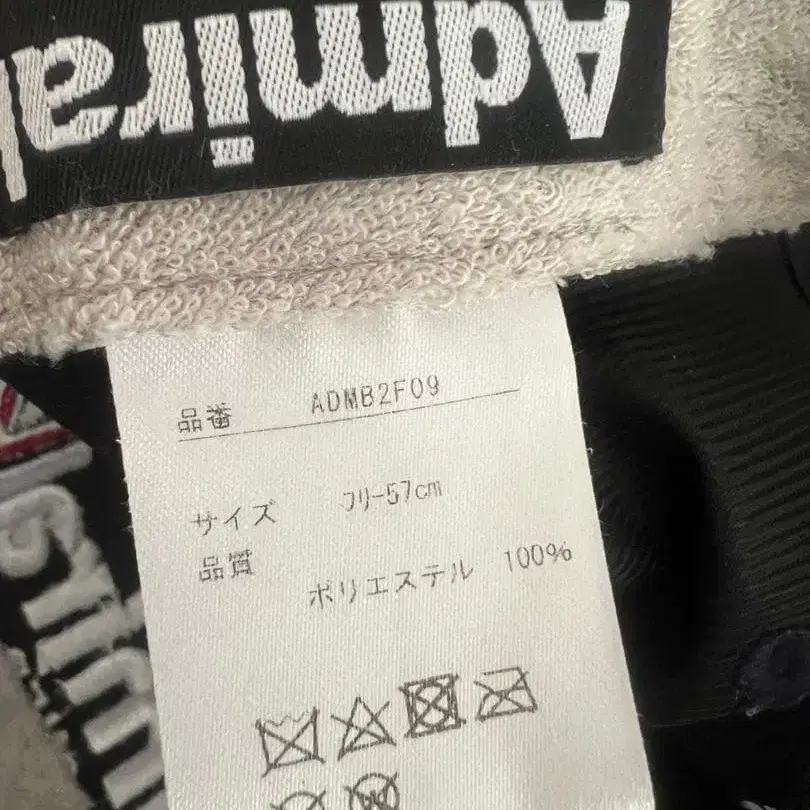 Admiral
品番 ADMB2F09
サイズ フリー57cm
品質
ポリエステル 100%
W